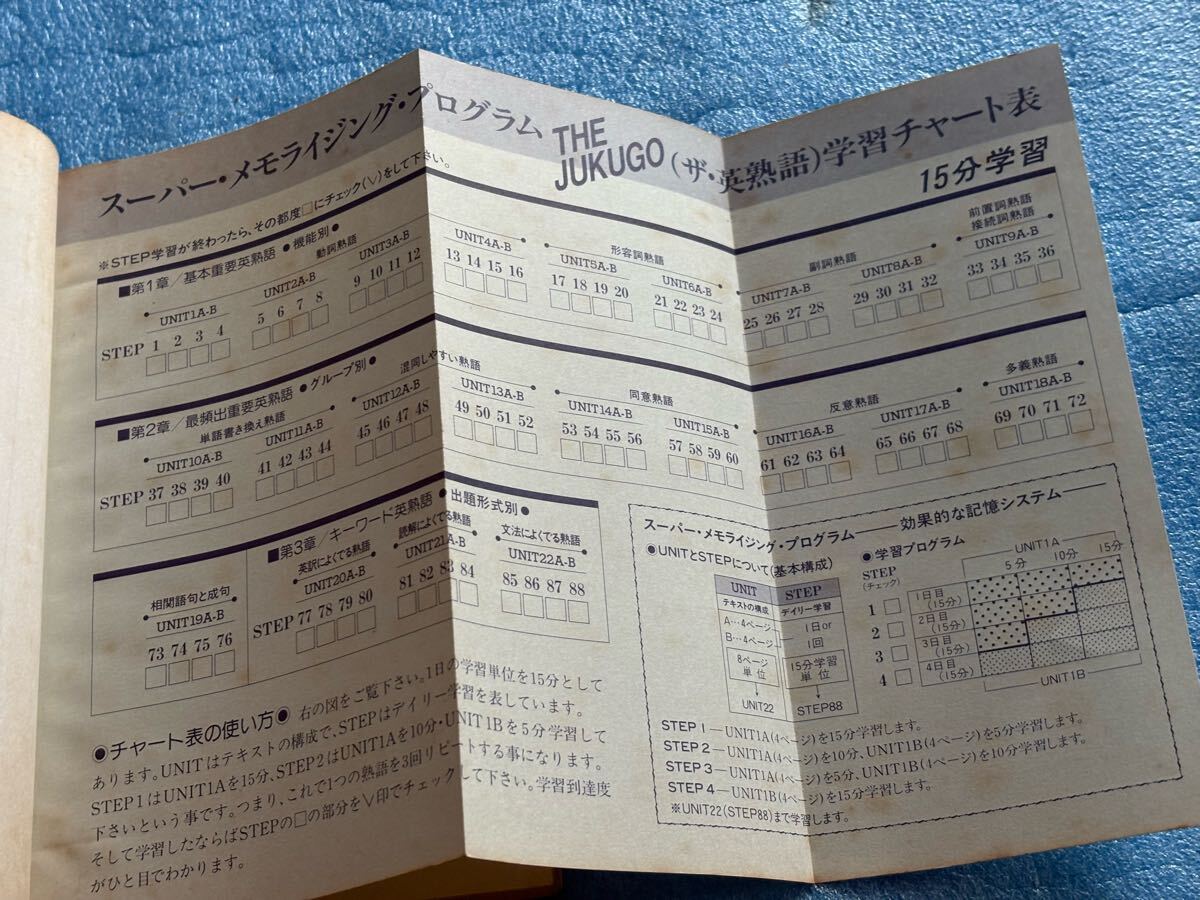 スーパー・メモライジング・プログラム THE JUKUGO (ザ・英熟語)学習チャート表
15分学習
※STEP学習が終わったら、その都度□にチェック(∨)をして下さい。
■第1章/基本重要英熟語 ●機能別●
動詞熟語
形容詞熟語
副詞熟語
前置詞熟語
接続詞熟語
UNIT1A-B UNIT2A-B UNIT3A-B UNIT4A-B UNIT5A-B UNIT6A-B UNIT7A-B UNIT8A-B UNIT9A-B
STEP 1 2 3 4 5 6 7 8 9 10 11 12 13 14 15 16 17 18 19 20 21 22 23 24 25 26 27 28 29 30 31 32 33 34 35 36
■第2章/最頻出重要英熟語 ●グループ別●
単語書き換え熟語
混同しやすい熟語
同意熟語
反意熟語
多義熟語
UNIT10A-B UNIT11A-B UNIT12A-B UNIT13A-B UNIT14A-B UNIT15A-B UNIT16A-B UNIT17A-B UNIT18A-B
STEP 37 38 39 40 41 42 43 44 45 46 47 48 49 50 51 52 53 54 55 56 57 58 59 60 61 62 63 64 65 66 67 68 69 70 71 72
相関語句と成句
UNIT19A-B
73 74 75 76
■第3章/キーワード英熟語 ●出題形式別●
英訳によくでる熟語 読解によくでる熟語 文法によくでる熟語
UNIT20A-B UNIT21A-B UNIT22A-B
STEP 77 78 79 80 81 82 83 84 85 86 87 88
●チャート表の使い方● 右の図をご覧下さい。1日の学習単位を15分として
あります。UNITはテキストの構成で、STEPはデイリー学習を表しています。
STEP1はUNIT1Aを15分、STEP2はUNIT1Aを10分・UNIT1Bを5分学習して
下さいという事です。つまり、これで1つの熟語を3回リピートする事になります。
そして学習したならばSTEPの□の部分を∨印でチェックして下さい。学習到達度
がひと目でわかります。
スーパー・メモライジング・プログラム――効果的な記憶システム――
●UNITとSTEPについて(基本構成)
UNIT STEP
テキストの構成 デイリー学習
A…4ページ
B…4ページ
1日or
1回
8ページ
単位
15分学習
単位
UNIT22 STEP88
●学習プログラム
STEP
(チェック)
UNIT1A
5分 10分 15分
1 1日目
(15分)
2 2日目
(15分)
3 3日目
(15分)
4 4日目
(15分)
UNIT1B
STEP 1―UNIT1A(4ページ)を15分学習します。
STEP 2―UNIT1A(4ページ)を10分、UNIT1B(4ページ)を5分学習します。
STEP 3―UNIT1A(4ページ)を5分、UNIT1B(4ページ)を10分学習します。
STEP 4―UNIT1B(4ページ)を15分学習します。
※UNIT22(STEP88)まで学習します。